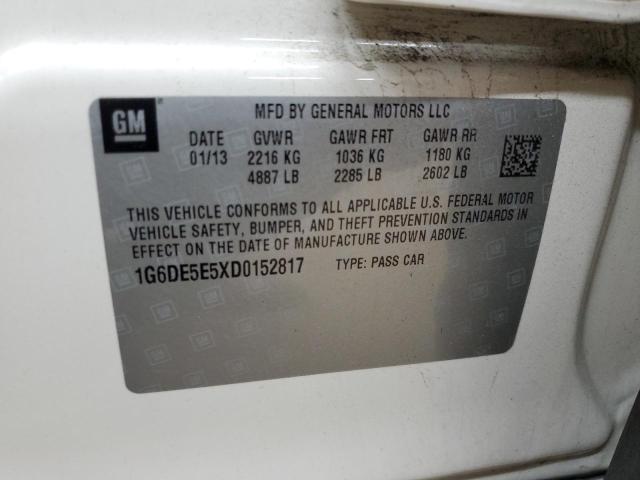 GM
MFD BY GENERAL MOTORS LLC
DATE GVWR GAWR FRT GAWR RR
01/13 2216 KG 1036 KG 1180 KG
4887 LB 2285 LB 2602 LB
THIS VEHICLE CONFORMS TO ALL APPLICABLE U.S. FEDERAL MOTOR
VEHICLE SAFETY, BUMPER, AND THEFT PREVENTION STANDARDS IN
EFFECT ON THE DATE OF MANUFACTURE SHOWN ABOVE.
1G6DE5E5XD0152817 TYPE: PASS CAR